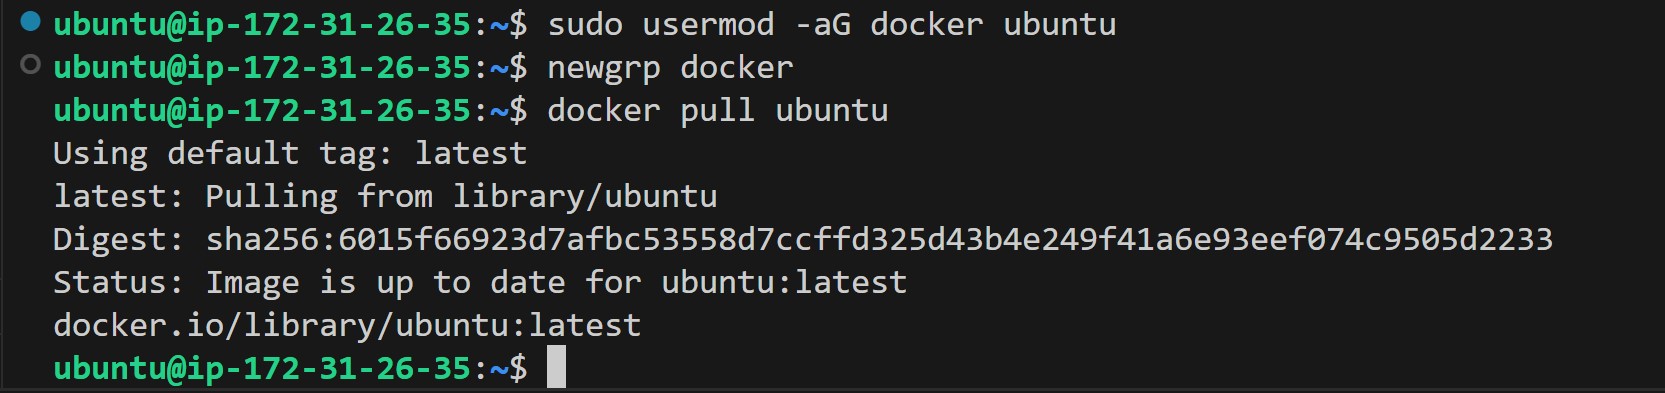 ubuntu@ip-172-31-26-35:~$ sudo usermod -aG docker ubuntu
ubuntu@ip-172-31-26-35:~$ newgrp docker
ubuntu@ip-172-31-26-35:~$ docker pull ubuntu
Using default tag: latest
latest: Pulling from library/ubuntu
Digest: sha256:6015f66923d7afbc53558d7ccffd325d43b4e249f41a6e93eef074c9505d2233
Status: Image is up to date for ubuntu:latest
docker.io/library/ubuntu:latest
ubuntu@ip-172-31-26-35:~$